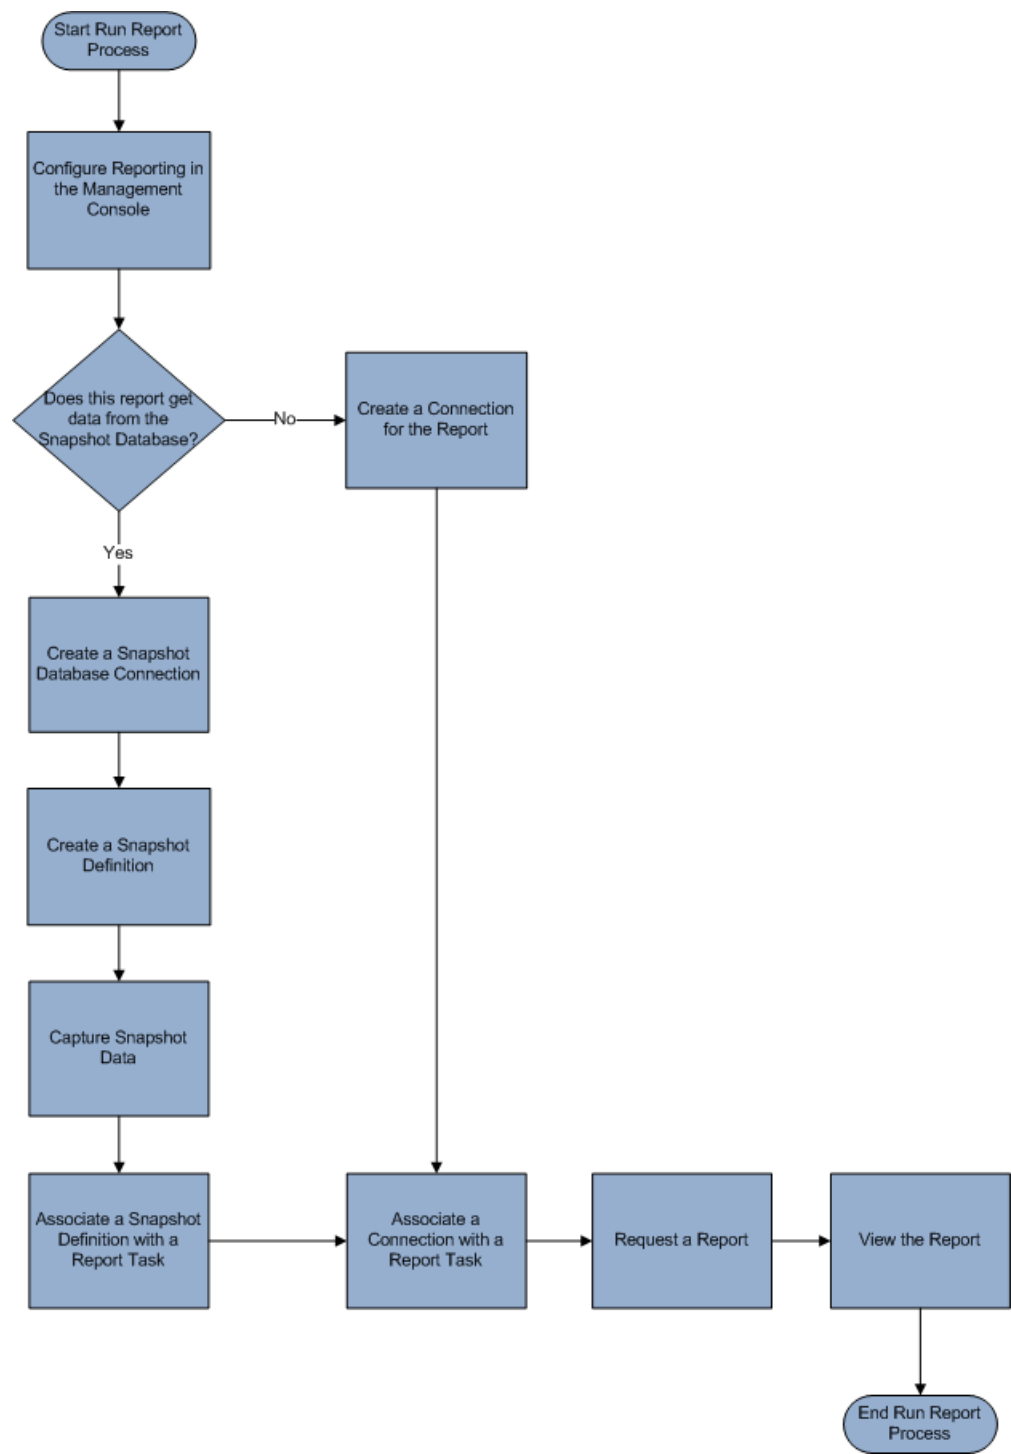 Start Run Report
Process
Configure Reporting in
the Management
Console
Does this report get
data from the
Snapshot Database?
No
Create a Connection
for the Report
Yes
Create a Snapshot
Database Connection
Create a Snapshot
Definition
Capture Snapshot
Data
Associate a Snapshot
Definition with a
Report Task
Associate a
Connection with a
Report Task
Request a Report
View the Report
End Run Report
Process